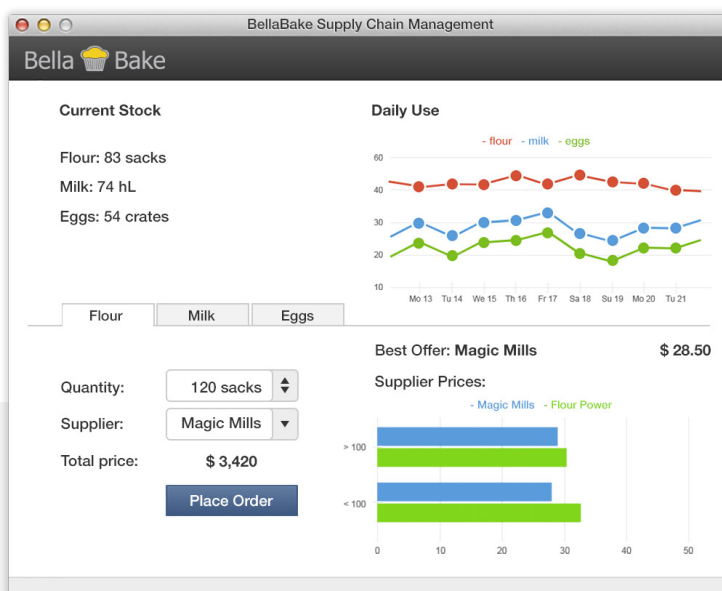 BellaBake Supply Chain Management
Bella Bake
Current Stock
Flour: 83 sacks
Milk: 74 hL
Eggs: 54 crates
Daily Use
- flour - milk - eggs
60
40
30
20
10
Mo 13 Tu 14 We 15 Th 16 Fr 17 Sa 18 Su 19 Mo 20 Tu 21
Flour Milk Eggs
Quantity: 120 sacks
Supplier: Magic Mills
Total price: $ 3,420
Place Order
Best Offer: Magic Mills $ 28.50
Supplier Prices:
- Magic Mills - Flour Power
> 100
< 100
0 10 20 30 40 50